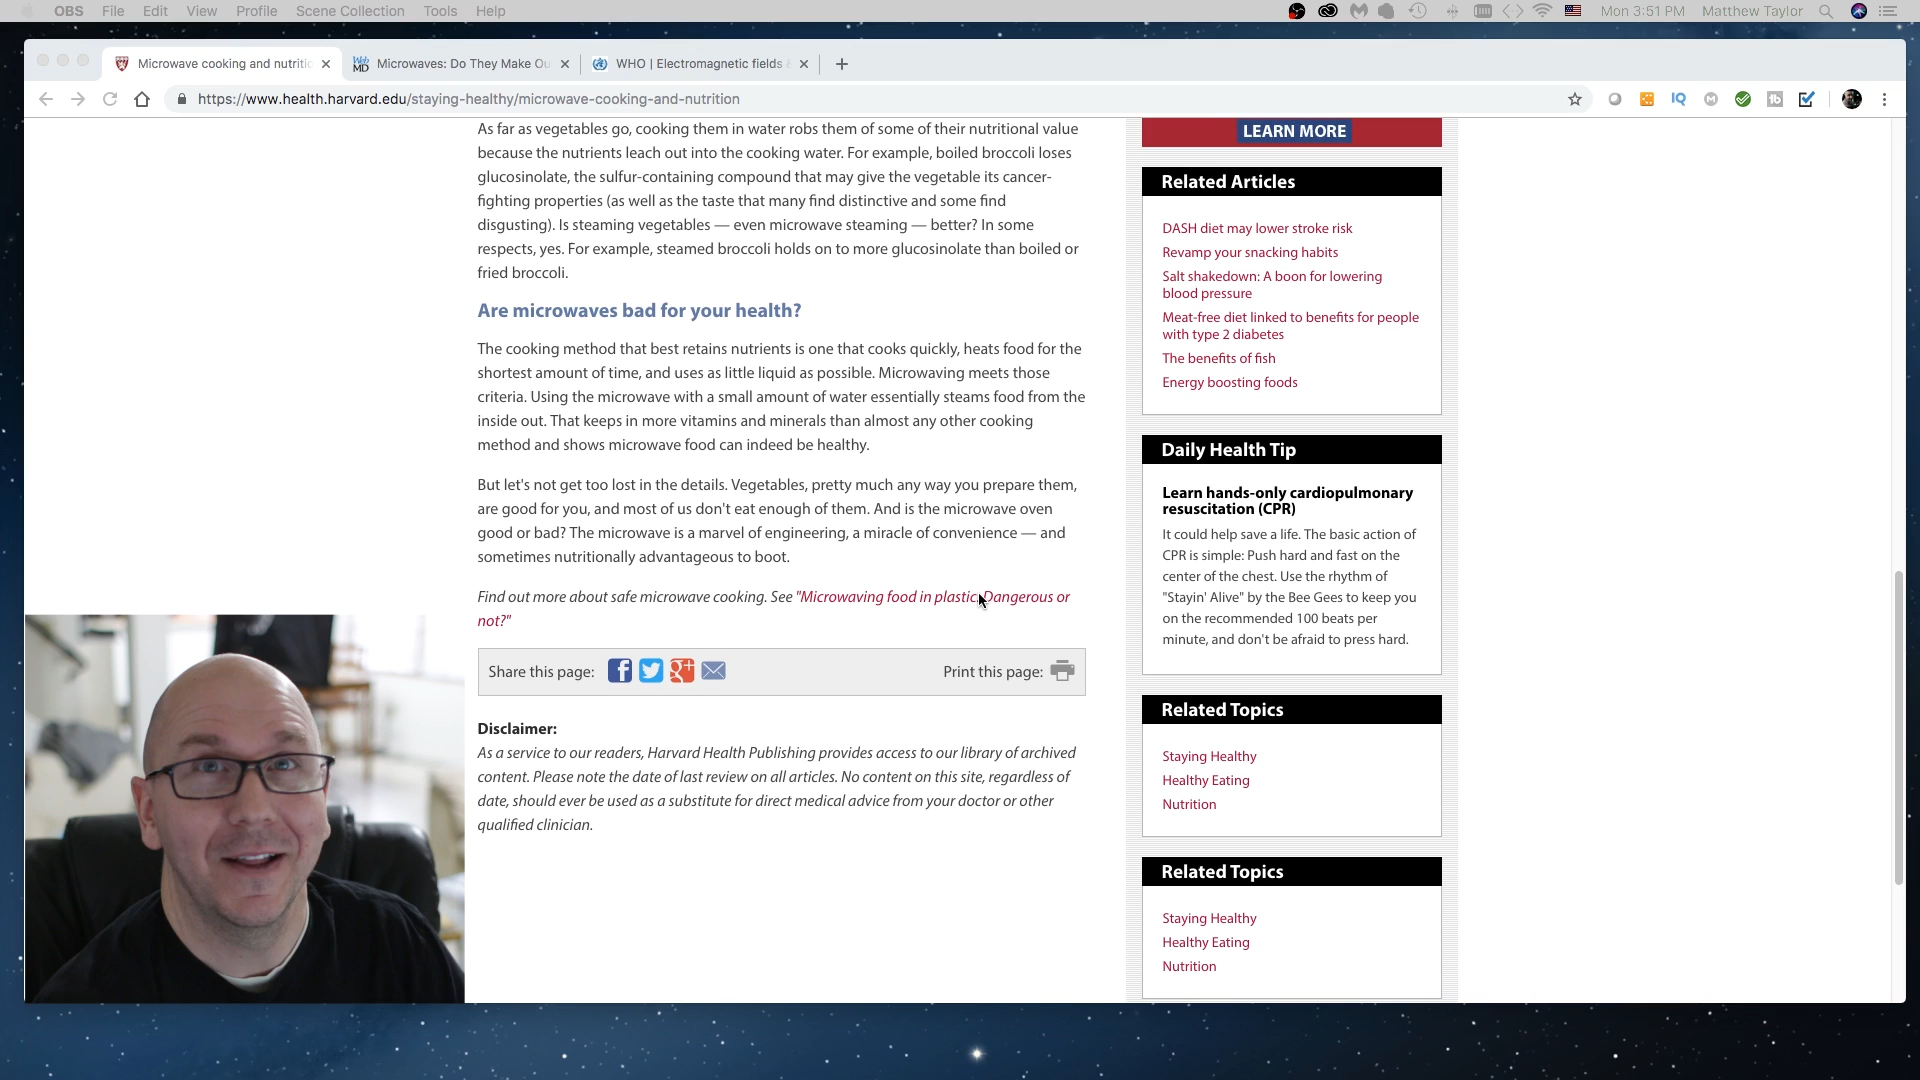 OBS File Edit View Profile Scene Collection Tools Help Mon 3:51 PM Matthew Taylor
Microwave cooking and nutritio
Web MD Microwaves: Do They Make Ou
WHO | Electromagnetic fields &
https://www.health.harvard.edu/staying-healthy/microwave-cooking-and-nutrition
IQ
As far as vegetables go, cooking them in water robs them of some of their nutritional value
because the nutrients leach out into the cooking water. For example, boiled broccoli loses
glucosinolate, the sulfur-containing compound that may give the vegetable its cancer-
fighting properties (as well as the taste that many find distinctive and some find
disgusting). Is steaming vegetables — even microwave steaming — better? In some
respects, yes. For example, steamed broccoli holds on to more glucosinolate than boiled or
fried broccoli.
Are microwaves bad for your health?
The cooking method that best retains nutrients is one that cooks quickly, heats food for the
shortest amount of time, and uses as little liquid as possible. Microwaving meets those
criteria. Using the microwave with a small amount of water essentially steams food from the
inside out. That keeps in more vitamins and minerals than almost any other cooking
method and shows microwave food can indeed be healthy.
But let's not get too lost in the details. Vegetables, pretty much any way you prepare them,
are good for you, and most of us don't eat enough of them. And is the microwave oven
good or bad? The microwave is a marvel of engineering, a miracle of convenience — and
sometimes nutritionally advantageous to boot.
Find out more about safe microwave cooking. See "Microwaving food in plastic: Dangerous or
not?"
Share this page:
Print this page:
Disclaimer:
As a service to our readers, Harvard Health Publishing provides access to our library of archived
content. Please note the date of last review on all articles. No content on this site, regardless of
date, should ever be used as a substitute for direct medical advice from your doctor or other
qualified clinician.
LEARN MORE
Related Articles
DASH diet may lower stroke risk
Revamp your snacking habits
Salt shakedown: A boon for lowering
blood pressure
Meat-free diet linked to benefits for people
with type 2 diabetes
The benefits of fish
Energy boosting foods
Daily Health Tip
Learn hands-only cardiopulmonary
resuscitation (CPR)
It could help save a life. The basic action of
CPR is simple: Push hard and fast on the
center of the chest. Use the rhythm of
"Stayin' Alive" by the Bee Gees to keep you
on the recommended 100 beats per
minute, and don't be afraid to press hard.
Related Topics
Staying Healthy
Healthy Eating
Nutrition
Related Topics
Staying Healthy
Healthy Eating
Nutrition